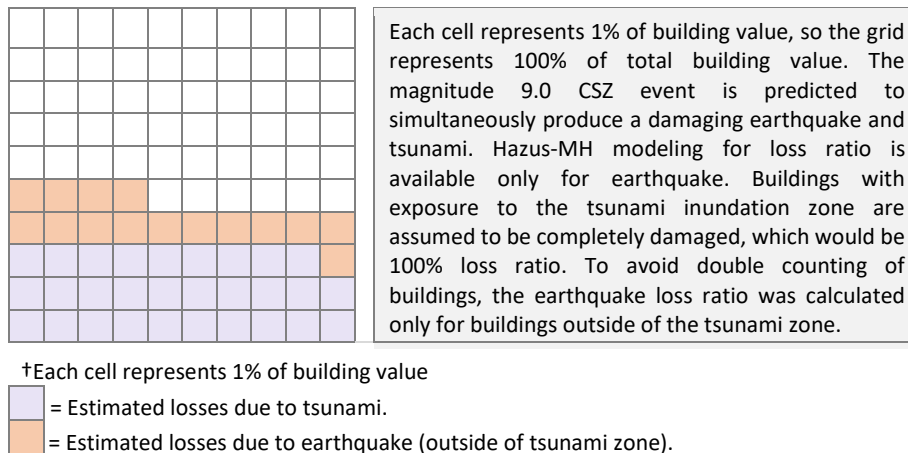 Each cell represents 1% of building value, so the grid
represents 100% of total building value. The
magnitude 9.0 CSZ event is predicted to
simultaneously produce a damaging earthquake and
tsunami. Hazus-MH modeling for loss ratio is
available only for earthquake. Buildings with
exposure to the tsunami inundation zone are
assumed to be completely damaged, which would be
100% loss ratio. To avoid double counting of
buildings, the earthquake loss ratio was calculated
only for buildings outside of the tsunami zone.
†Each cell represents 1% of building value
= Estimated losses due to tsunami.
= Estimated losses due to earthquake (outside of tsunami zone).